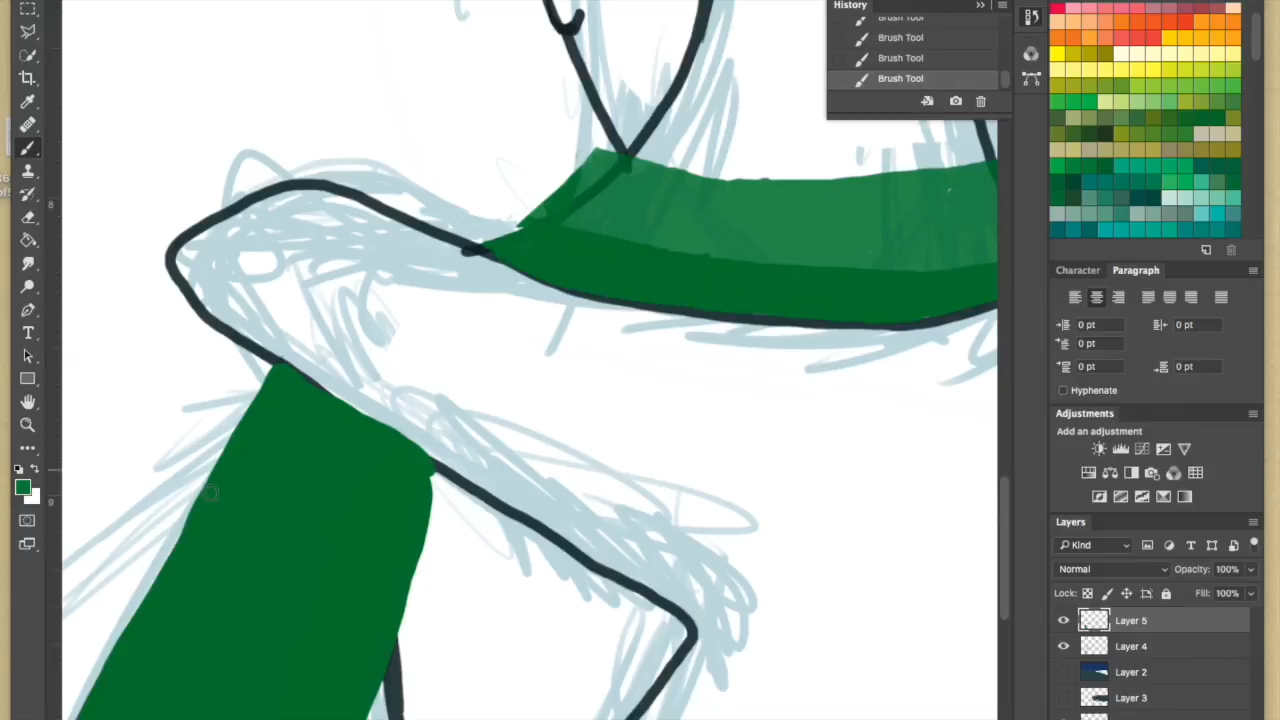 History
Brush Tool
Brush Tool
Brush Tool
Brush Tool
Character
Paragraph
0 pt
0 pt
0 pt
0 pt
0 pt
Hyphenate
Adjustments
Add an adjustment
Layers
Kind
Normal
Opacity: 100%
Lock:
Fill: 100%
Layer 5
Layer 4
Layer 2
Layer 3
8
9